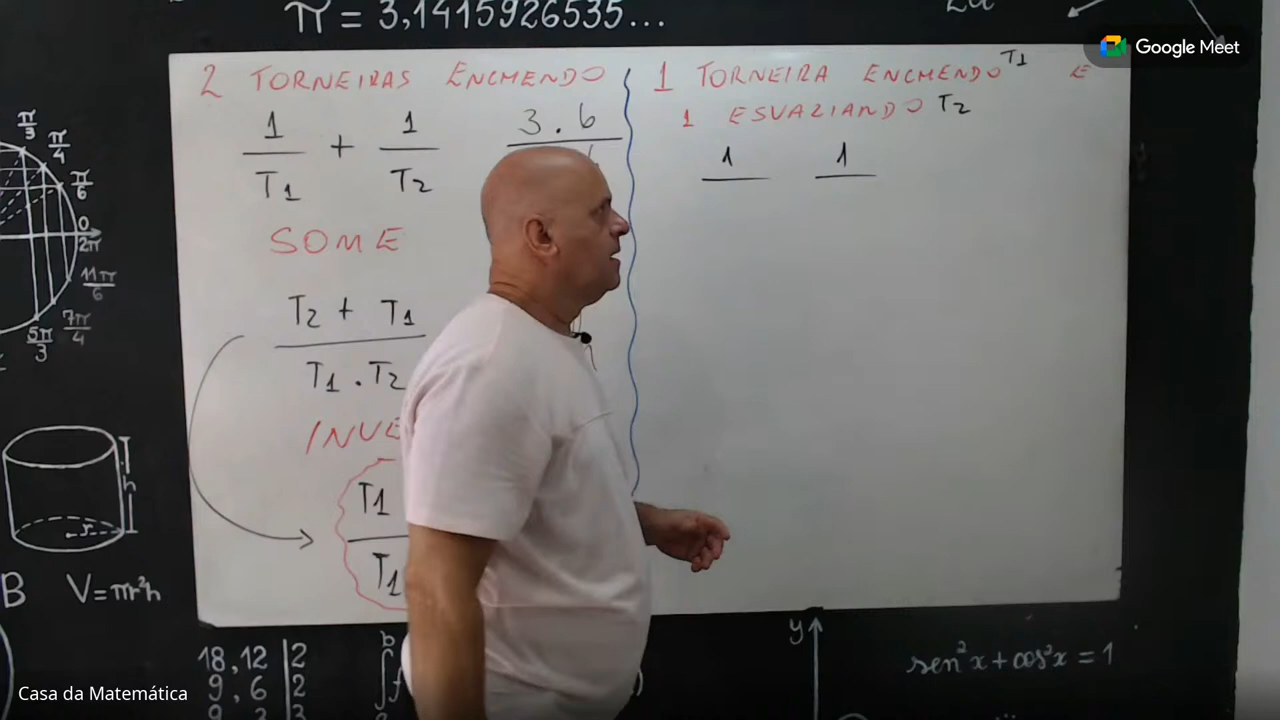 π = 3,1415926535...
Google Meet
2 TORNEIRAS ENCHENDO
1/T1 + 1/T2
3.6
SOME
T2 + T1
T1 . T2
T1
T1
1 TORNEIRA ENCHENDO T1 E
1 ESVAZIANDO T2
1 1
π/3
π/4
π/6
0
2π
11π/6
7π/4
5π/3
h
r
B V=πr²h
18,12 | 2
9, 6 | 2
b
∫f
y
sen²x + cos²x = 1
Casa da Matemática